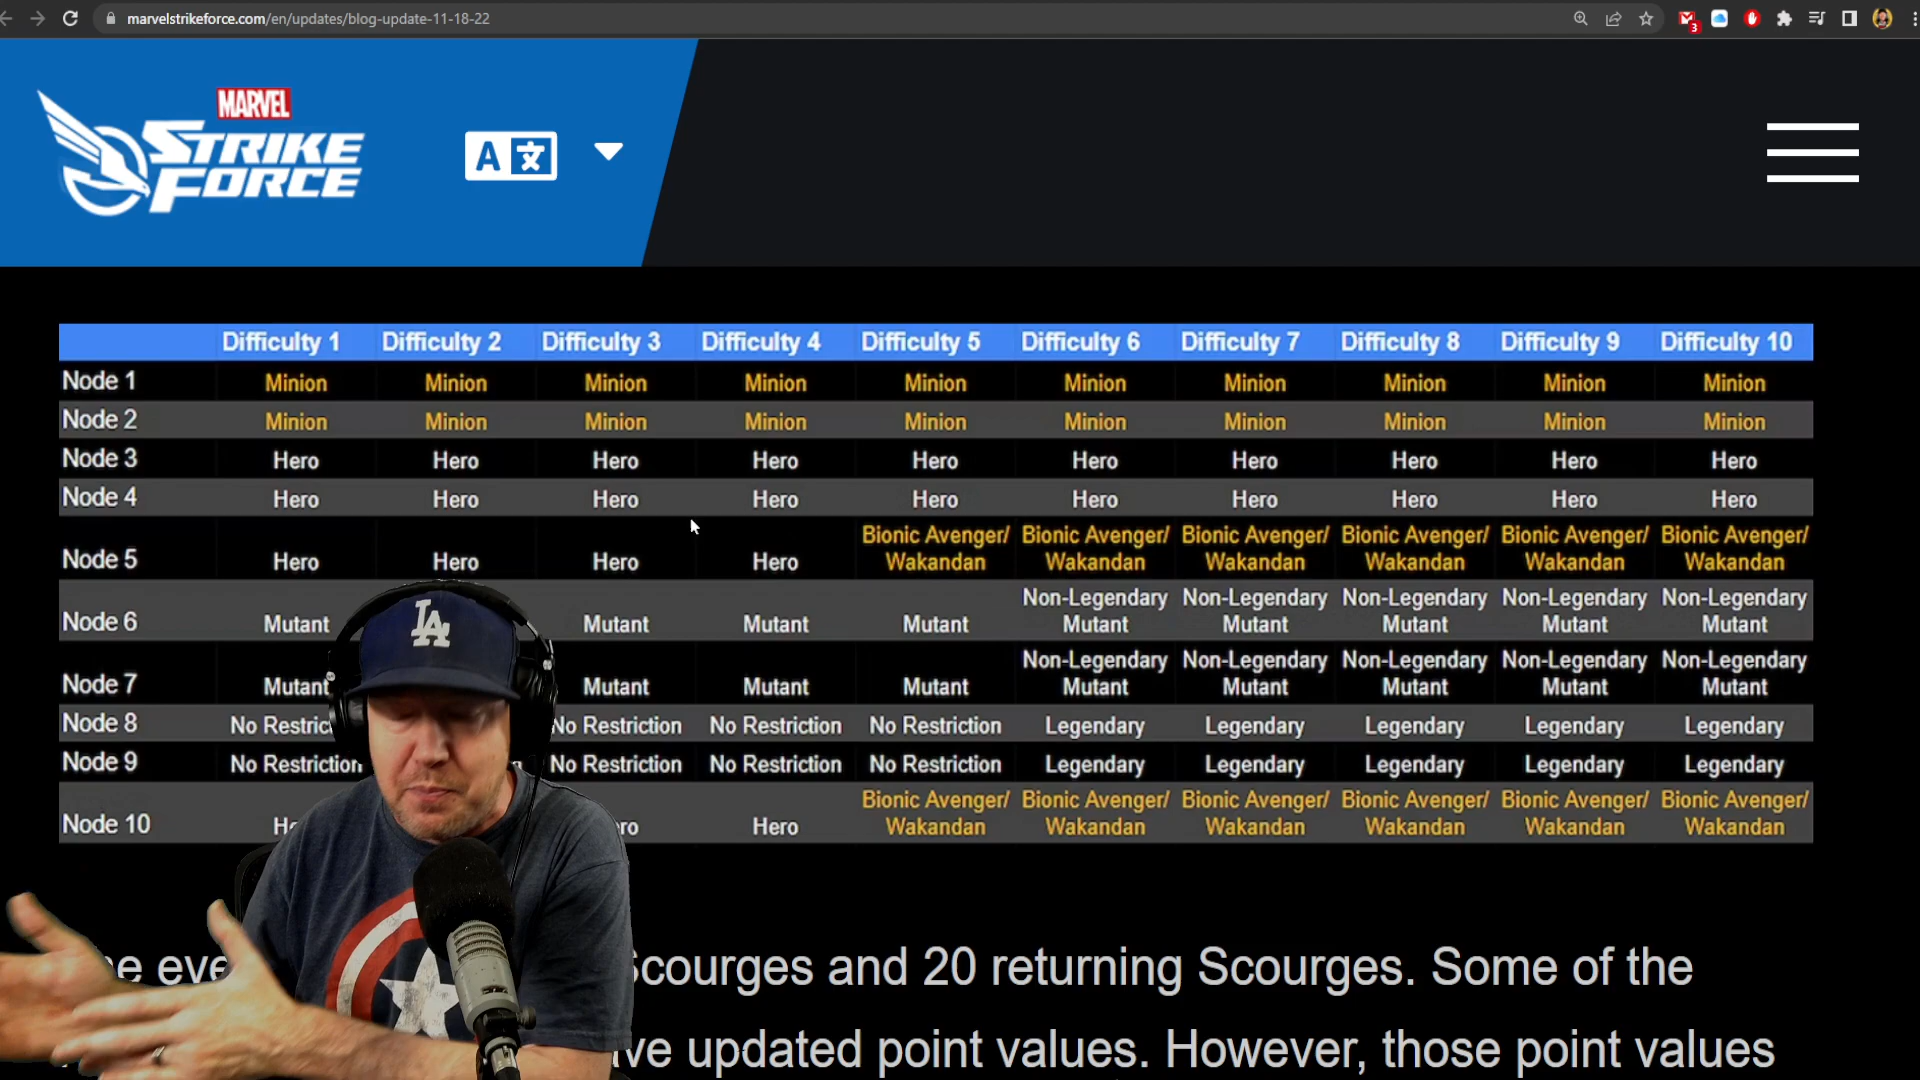 marvelstrikeforce.com/en/updates/blog-update-11-18-22
3
MARVEL
STRIKE
FORCE
A 文
Difficulty 1 Difficulty 2 Difficulty 3 Difficulty 4 Difficulty 5 Difficulty 6 Difficulty 7 Difficulty 8 Difficulty 9 Difficulty 10
Node 1 Minion Minion Minion Minion Minion Minion Minion Minion Minion Minion
Node 2 Minion Minion Minion Minion Minion Minion Minion Minion Minion Minion
Node 3 Hero Hero Hero Hero Hero Hero Hero Hero Hero Hero
Node 4 Hero Hero Hero Hero Hero Hero Hero Hero Hero Hero
Bionic Avenger/ Bionic Avenger/ Bionic Avenger/ Bionic Avenger/ Bionic Avenger/ Bionic Avenger/
Node 5 Hero Hero Hero Hero Wakandan Wakandan Wakandan Wakandan Wakandan Wakandan
Non-Legendary Non-Legendary Non-Legendary Non-Legendary Non-Legendary
Node 6 Mutant Mutant Mutant Mutant Mutant Mutant Mutant Mutant Mutant
Non-Legendary Non-Legendary Non-Legendary Non-Legendary Non-Legendary
Node 7 Mutant Mutant Mutant Mutant Mutant Mutant Mutant Mutant Mutant
Node 8 No No Restriction No Restriction No Restriction Legendary Legendary Legendary Legendary Legendary
Node 9 No Restriction No Restriction No Restriction No Restriction Legendary Legendary Legendary Legendary Legendary
Bionic Avenger/ Bionic Avenger/ Bionic Avenger/ Bionic Avenger/ Bionic Avenger/ Bionic Avenger/
Node 10 Hero Wakandan Wakandan Wakandan Wakandan Wakandan Wakandan
LA
Scourges and 20 returning Scourges. Some of the
updated point values. However, those point values